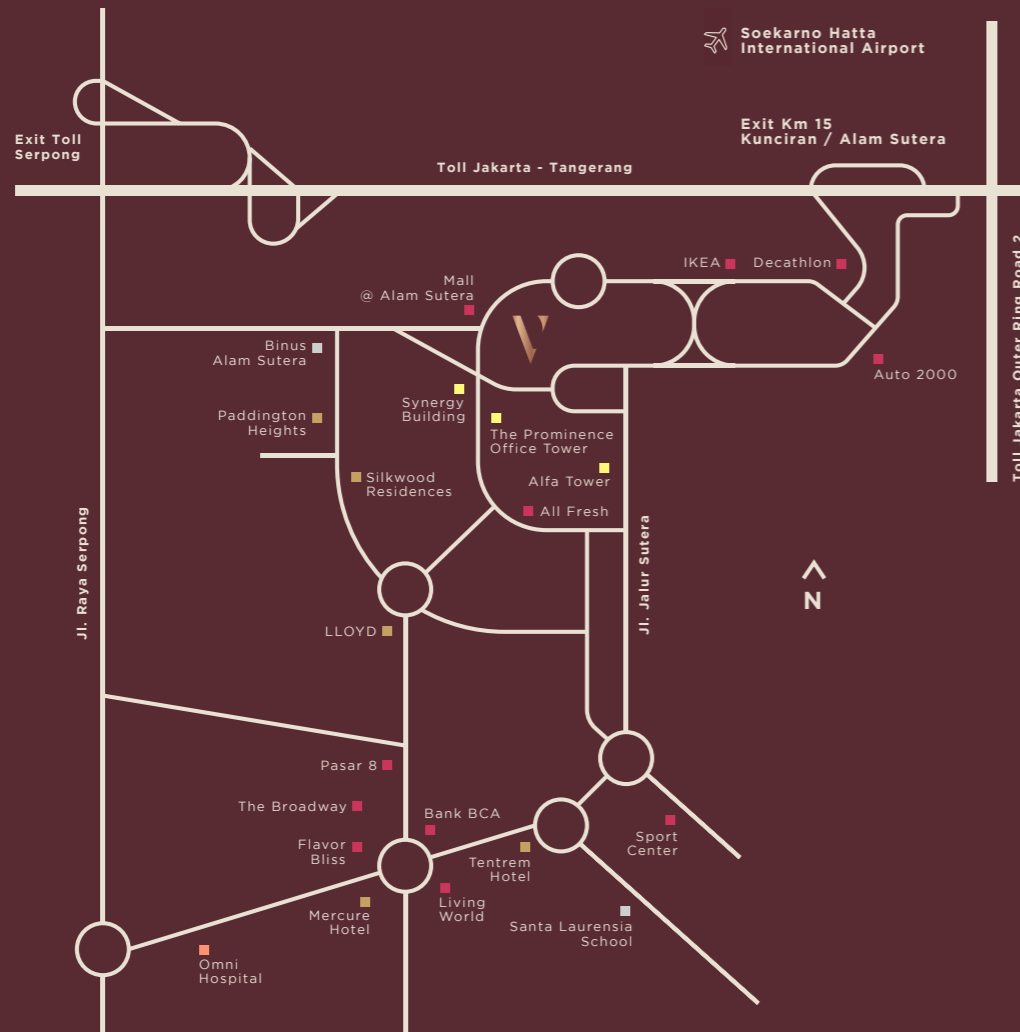 Soekarno Hatta
International Airport
Exit Km 15
Kunciran / Alam Sutera
Exit Toll
Serpong
Toll Jakarta - Tangerang
Toll Jakarta Outer Ring Road 2
IKEA
Decathlon
Mall
@ Alam Sutera
V
Binus
Alam Sutera
Auto 2000
Synergy
Building
Paddington
Heights
The Prominence
Office Tower
Silkwood
Residences
Alfa Tower
All Fresh
Jl. Raya Serpong
Jl. Jalur Sutera
N
LLOYD
Pasar 8
The Broadway
Bank BCA
Flavor
Bliss
Sport
Center
Tentrem
Hotel
Mercure
Hotel
Living
World
Santa Laurensia
School
Omni
Hospital